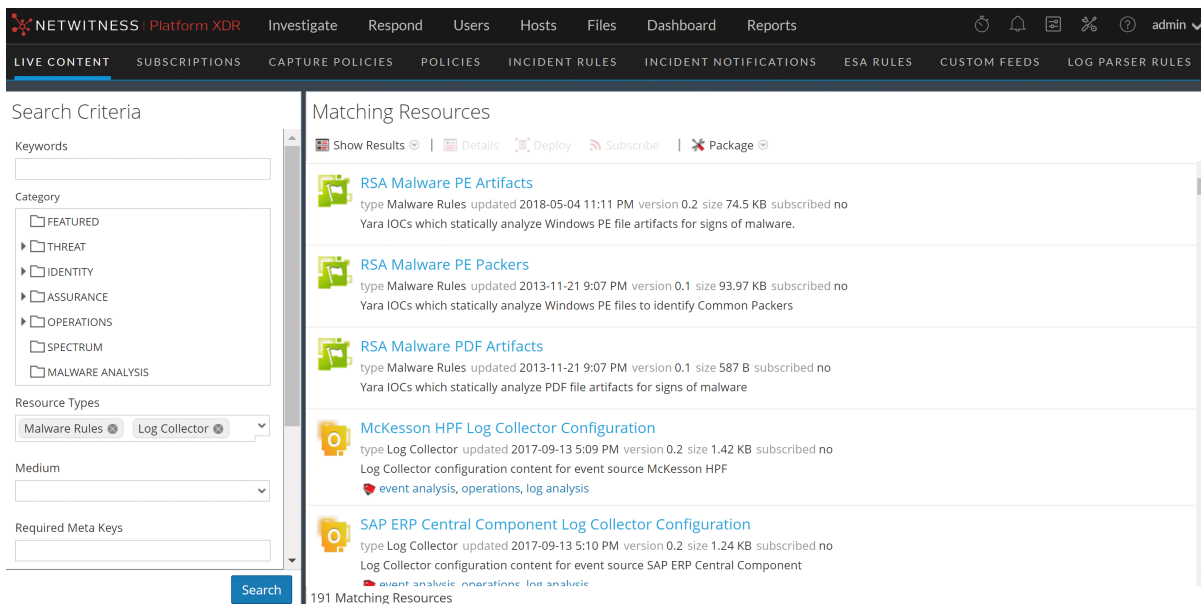 NETWITNESS | Platform XDR Investigate Respond Users Hosts Files Dashboard Reports admin
LIVE CONTENT SUBSCRIPTIONS CAPTURE POLICIES POLICIES INCIDENT RULES INCIDENT NOTIFICATIONS ESA RULES CUSTOM FEEDS LOG PARSER RULES
Search Criteria
Keywords
Category
FEATURED
THREAT
IDENTITY
ASSURANCE
OPERATIONS
SPECTRUM
MALWARE ANALYSIS
Resource Types
Malware Rules Log Collector
Medium
Required Meta Keys
Search
Matching Resources
Show Results | Details Deploy Subscribe | Package
RSA Malware PE Artifacts
type Malware Rules updated 2018-05-04 11:11 PM version 0.2 size 74.5 KB subscribed no
Yara IOCs which statically analyze Windows PE file artifacts for signs of malware.
RSA Malware PE Packers
type Malware Rules updated 2013-11-21 9:07 PM version 0.1 size 93.97 KB subscribed no
Yara IOCs which statically analyze Windows PE files to identify Common Packers
RSA Malware PDF Artifacts
type Malware Rules updated 2013-11-21 9:07 PM version 0.1 size 587 B subscribed no
Yara IOCs which statically analyze PDF file artifacts for signs of malware
McKesson HPF Log Collector Configuration
type Log Collector updated 2017-09-13 5:09 PM version 0.2 size 1.42 KB subscribed no
Log Collector configuration content for event source McKesson HPF
event analysis, operations, log analysis
SAP ERP Central Component Log Collector Configuration
type Log Collector updated 2017-09-13 5:10 PM version 0.2 size 1.24 KB subscribed no
Log Collector configuration content for event source SAP ERP Central Component
event analysis, operations, log analysis
191 Matching Resources